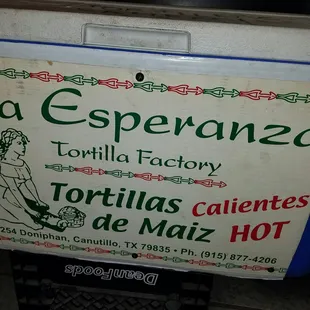 a Esperanza
Tortilla Factory
Tortillas Calientes
de Maiz HOT
254 Doniphan, Canutillo, TX 79835 • Ph. (915) 877-4206
DeanFoods